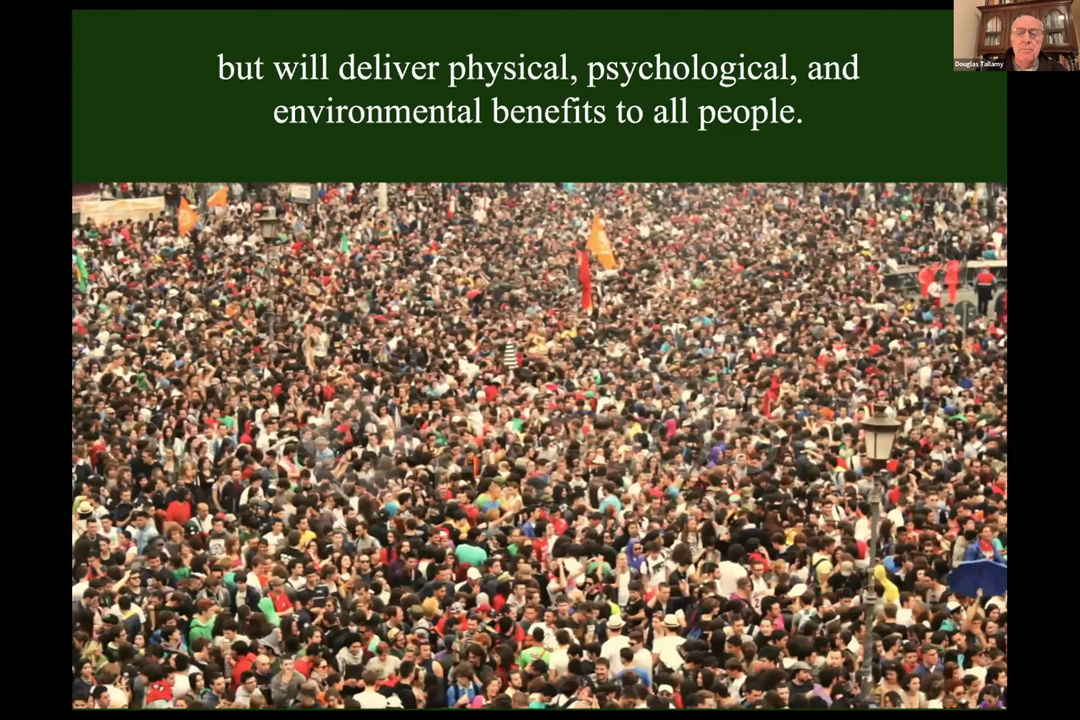 but will deliver physical, psychological, and
environmental benefits to all people.
Douglas Tallamy